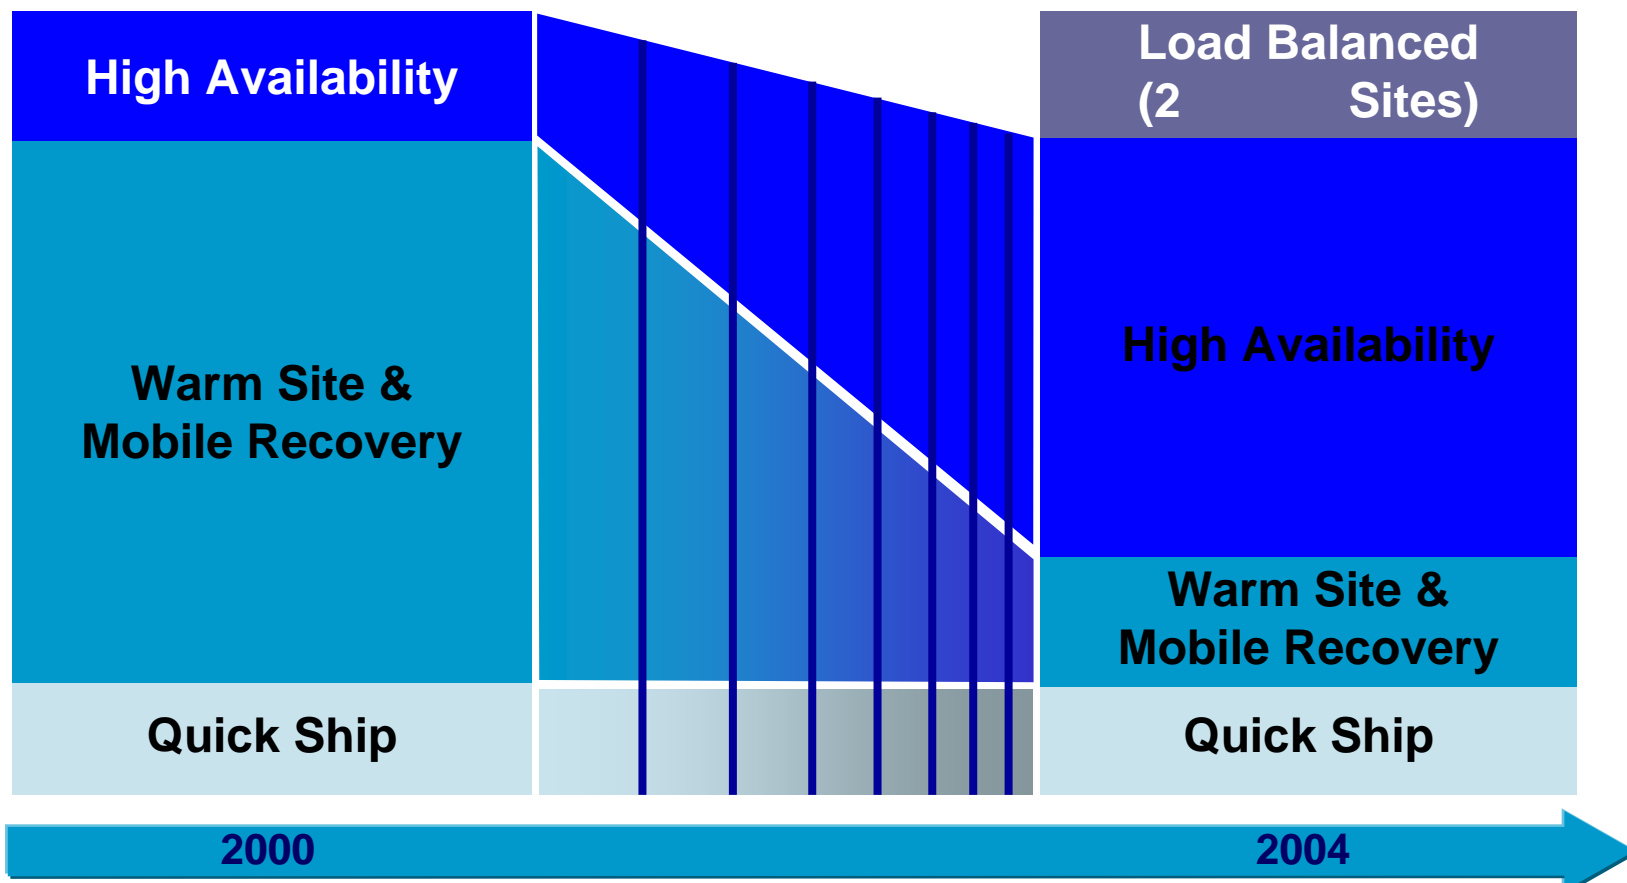 High Availability
Warm Site &
Mobile Recovery
Quick Ship
Load Balanced
(2 Sites)
High Availability
Warm Site &
Mobile Recovery
Quick Ship
2000
2004